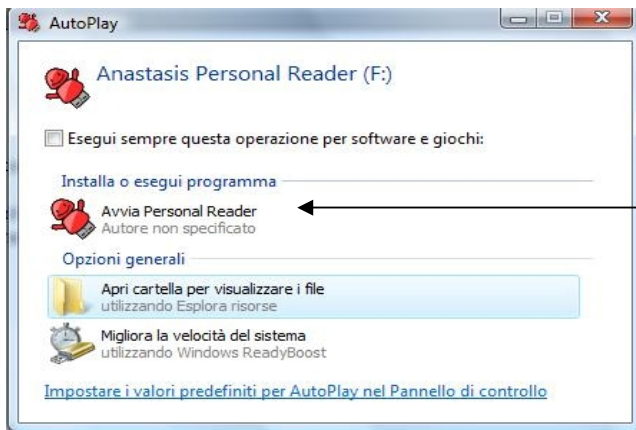 AutoPlay
Anastasis Personal Reader (F:)
Esegui sempre questa operazione per software e giochi:
Installa o esegui programma
Avvia Personal Reader
Autore non specificato
Opzioni generali
Apri cartella per visualizzare i file
utilizzando Esplora risorse
Migliora la velocità del sistema
utilizzando Windows ReadyBoost
Impostare i valori predefiniti per AutoPlay nel Pannello di controllo